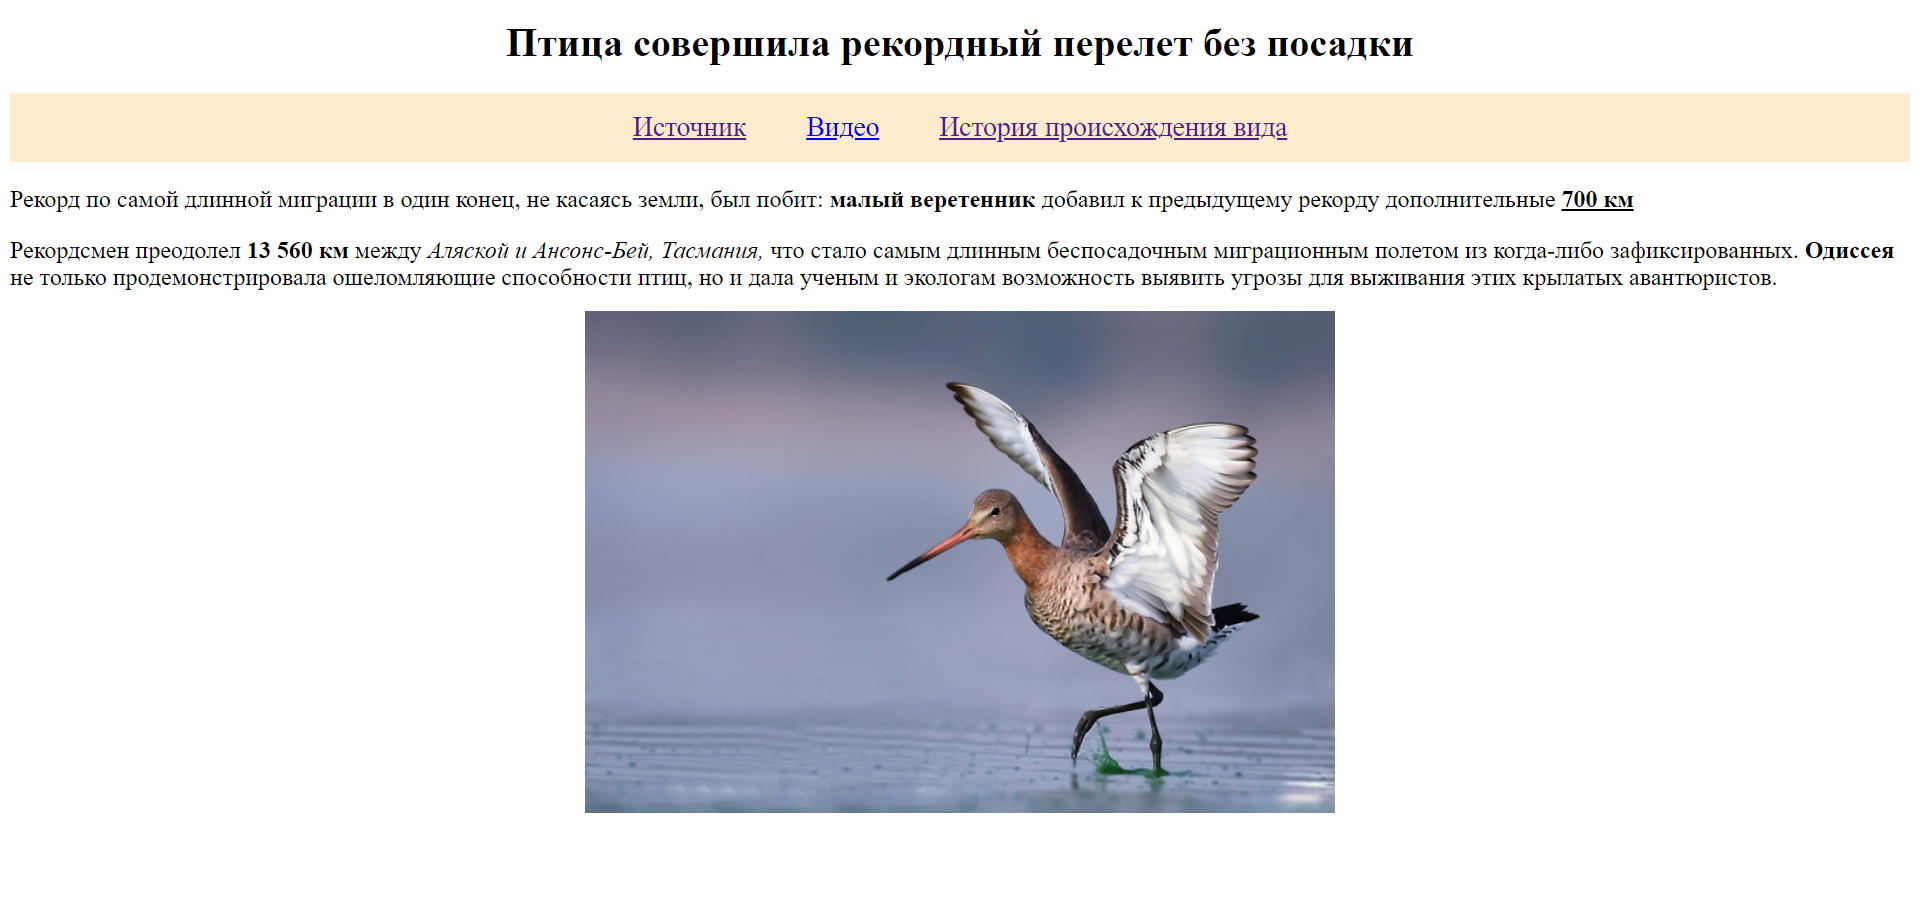 Птица совершила рекордный перелет без посадки
Источник Видео История происхождения вида
Рекорд по самой длинной миграции в один конец, не касаясь земли, был побит: малый веретенник добавил к предыдущему рекорду дополнительные 700 км
Рекордсмен преодолел 13 560 км между Аляской и Ансонс-Бей, Тасмания, что стало самым длинным беспосадочным миграционным полетом из когда-либо зафиксированных. Одиссея
не только продемонстрировала ошеломляющие способности птиц, но и дала ученым и экологам возможность выявить угрозы для выживания этих крылатых авантюристов.